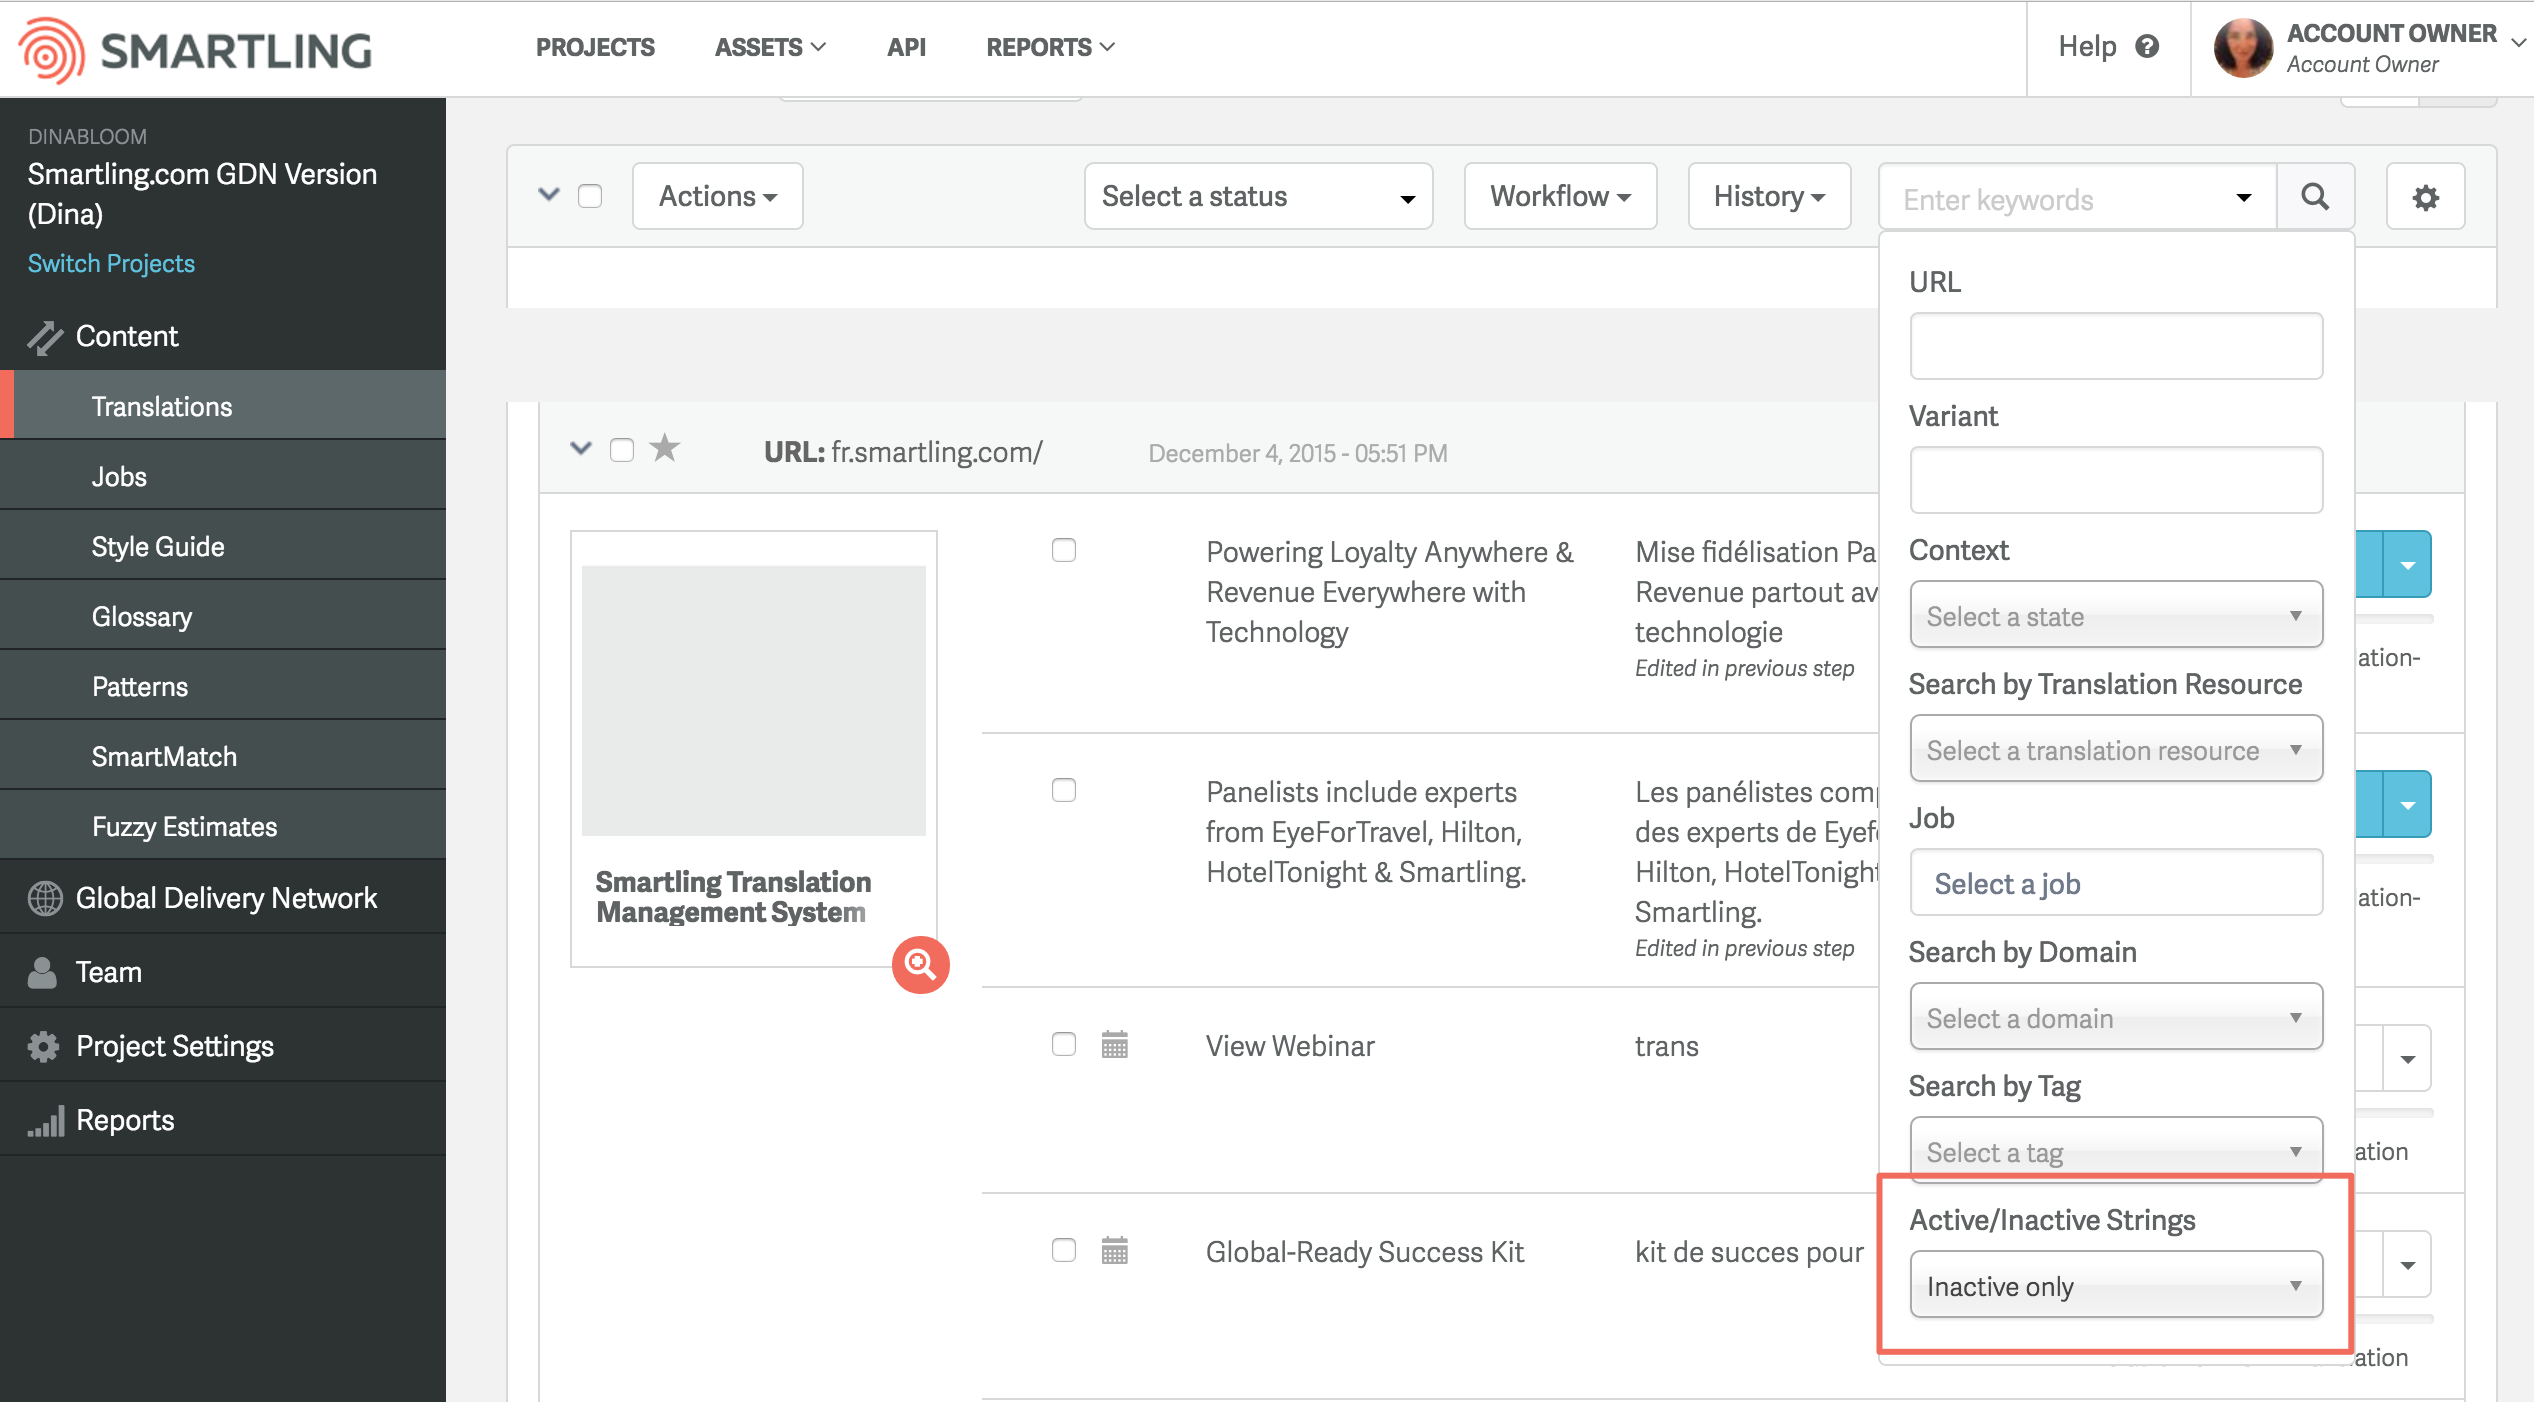 SMARTLING
PROJECTS
ASSETS
API
REPORTS
Help
ACCOUNT OWNER
Account Owner
DINABLOOM
Smartling.com GDN Version
(Dina)
Switch Projects
Content
Translations
Jobs
Style Guide
Glossary
Patterns
SmartMatch
Fuzzy Estimates
Global Delivery Network
Team
Project Settings
Reports
Actions
Select a status
Workflow
History
Enter keywords
URL: fr.smartling.com/
December 4, 2015 - 05:51 PM
Smartling Translation
Management System
Powering Loyalty Anywhere &
Revenue Everywhere with
Technology
Mise fidélisation Pa
Revenue partout av
technologie
Edited in previous step
ation-
Panelists include experts
from EyeForTravel, Hilton,
HotelTonight & Smartling.
Les panélistes com
des experts de Eyef
Hilton, HotelTonight
Smartling.
Edited in previous step
ation-
View Webinar
trans
ation
Global-Ready Success Kit
kit de succes pour
ation
URL
Variant
Context
Select a state
Search by Translation Resource
Select a translation resource
Job
Select a job
Search by Domain
Select a domain
Search by Tag
Select a tag
Active/Inactive Strings
Inactive only